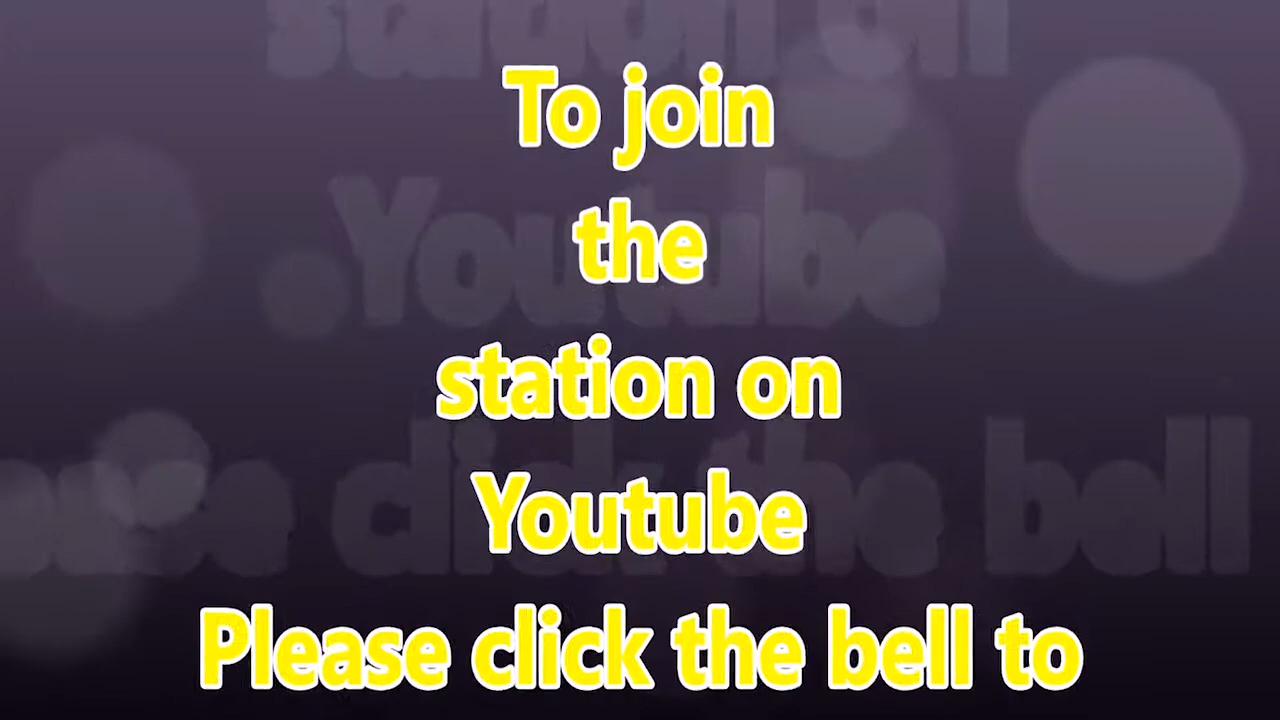 To join
the
station on
Youtube
Please click the bell to